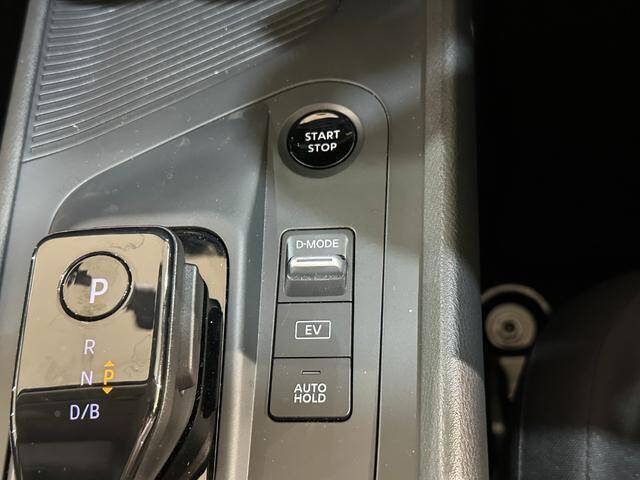 START
STOP
D-MODE
EV
AUTO
HOLD
P
R
N P
D/B